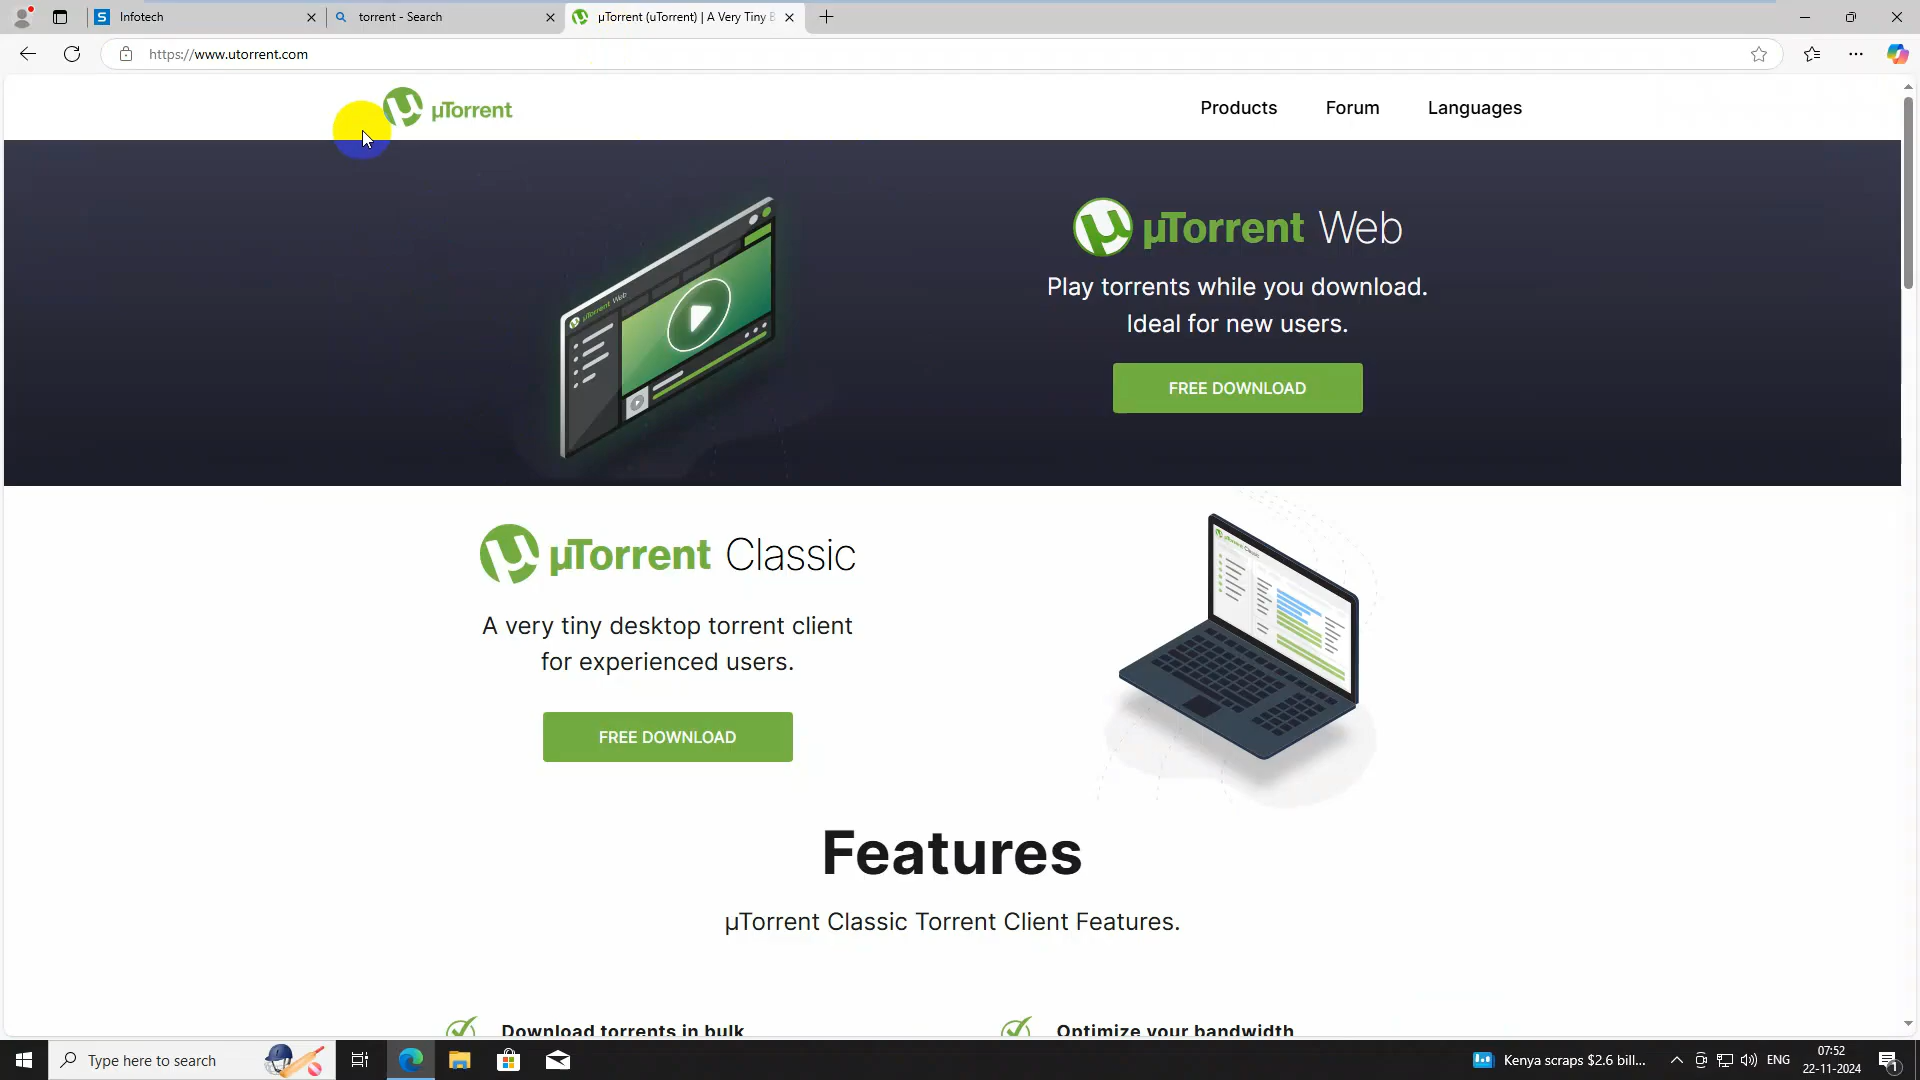 Infotech
torrent - Search
µTorrent (uTorrent) | A Very Tiny B
https://www.utorrent.com
µTorrent
Products
Forum
Languages
µTorrent Web
Play torrents while you download.
Ideal for new users.
FREE DOWNLOAD
µTorrent Classic
A very tiny desktop torrent client
for experienced users.
FREE DOWNLOAD
Features
µTorrent Classic Torrent Client Features.
Download torrents in bulk
Optimize your bandwidth
Type here to search
Kenya scraps $2.6 bill...
ENG
07:52
22-11-2024
1